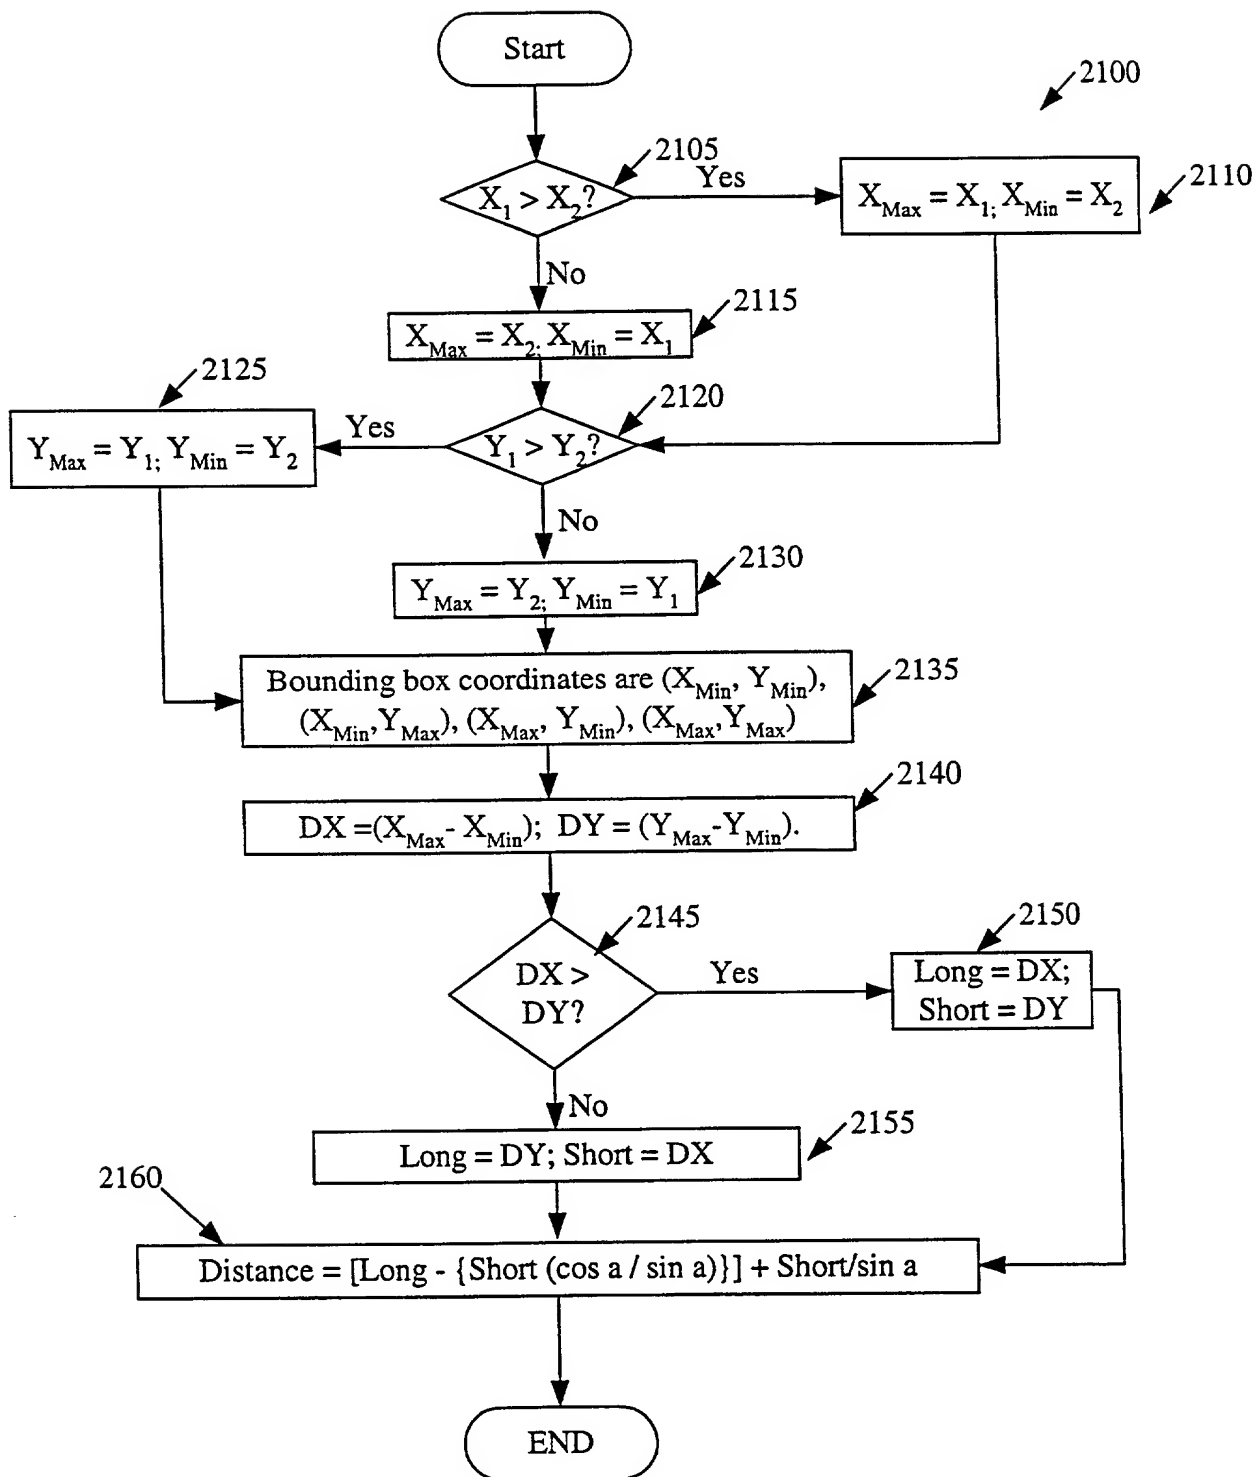 Start
2100
2105
X1 > X2?
Yes
XMax = X1; XMin = X2
2110
No
2115
XMax = X2; XMin = X1
2125
2120
YMax = Y1; YMin = Y2
Yes
Y1 > Y2?
No
2130
YMax = Y2; YMin = Y1
2135
Bounding box coordinates are (XMin, YMin),
(XMin,YMax), (XMax, YMin), (XMax,YMax)
2140
DX =(XMax- XMin); DY = (YMax-YMin).
2145
2150
DX >
DY?
Yes
Long = DX;
Short = DY
No
2155
Long = DY; Short = DX
2160
Distance = [Long - {Short (cos a / sin a)}] + Short/sin a
END